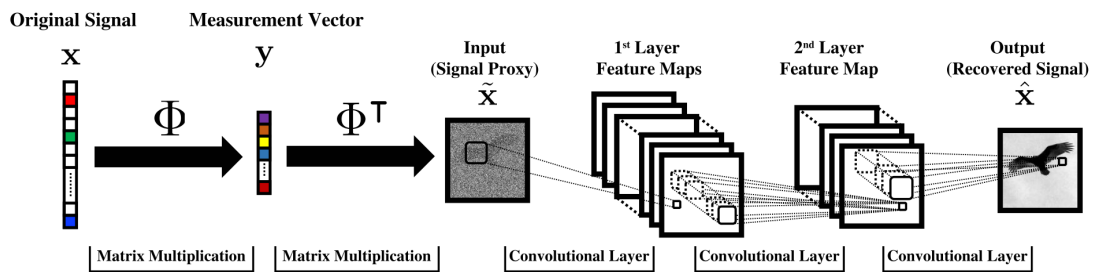 Original Signal
x
Measurement Vector
y
Φ
Φ⊤
Input
(Signal Proxy)
x̃
1st Layer
Feature Maps
2nd Layer
Feature Map
Output
(Recovered Signal)
x̂
Matrix Multiplication
Matrix Multiplication
Convolutional Layer
Convolutional Layer
Convolutional Layer